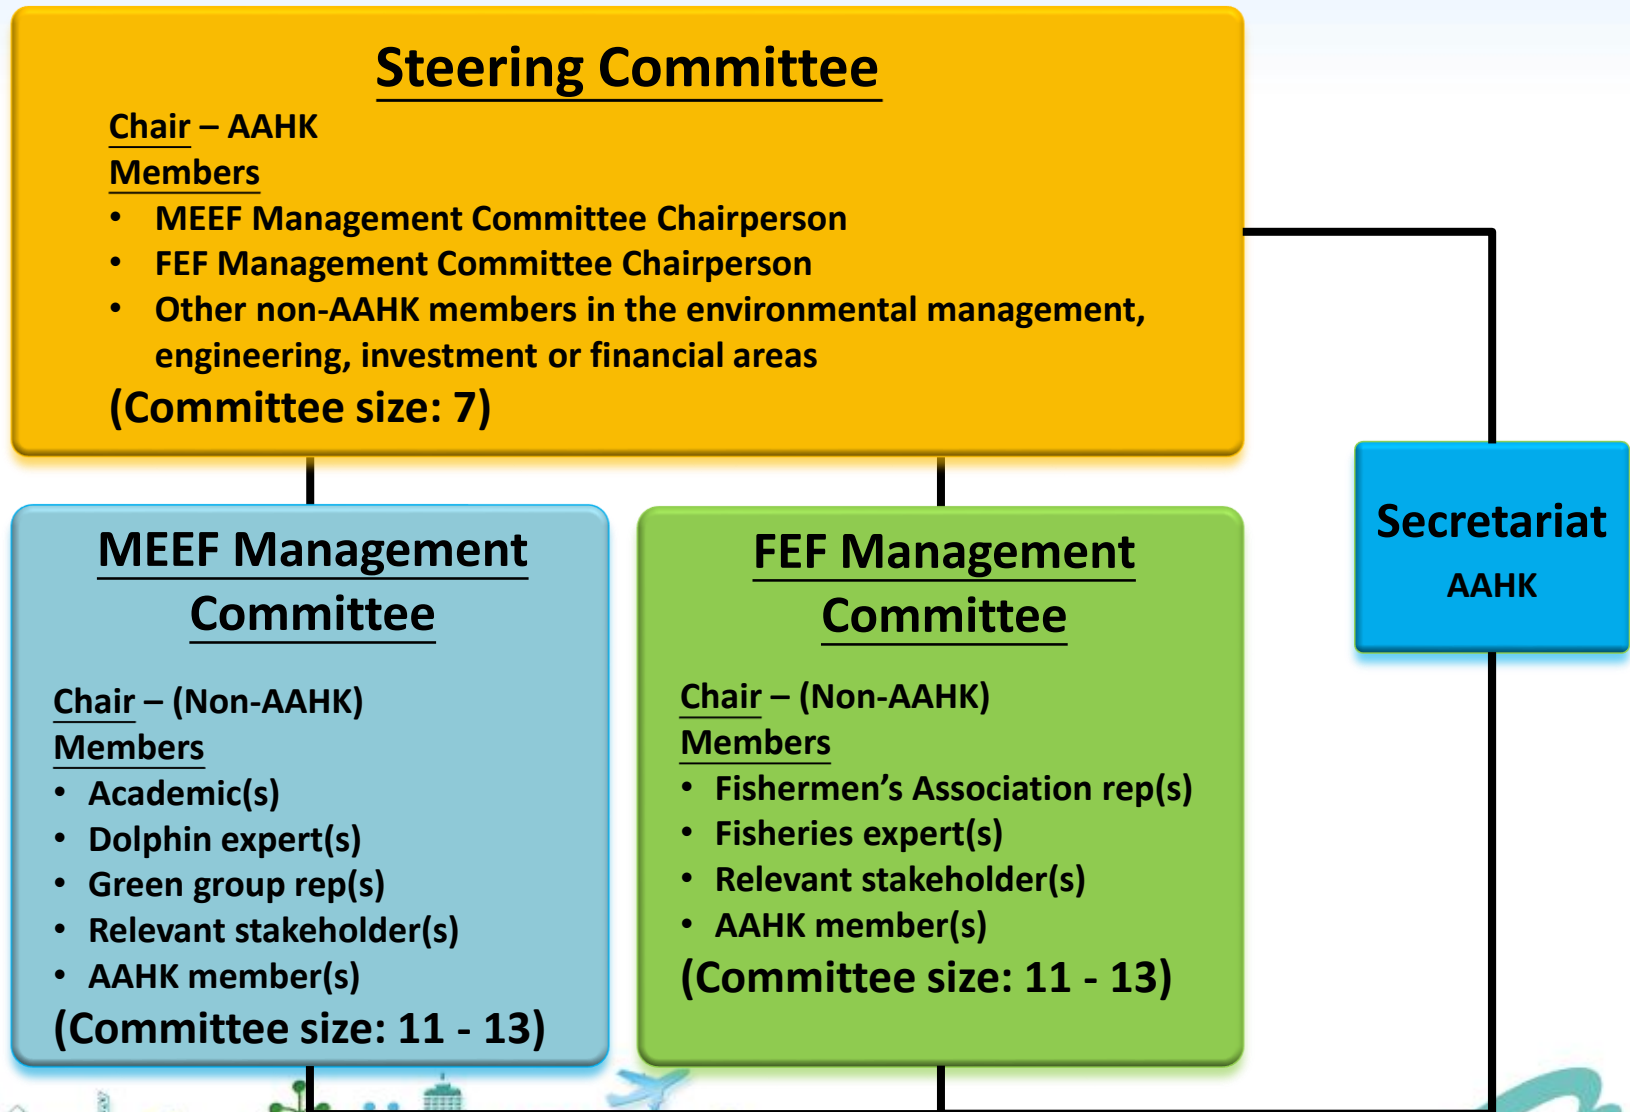 Steering Committee
Chair – AAHK
Members
• MEEF Management Committee Chairperson
• FEF Management Committee Chairperson
• Other non-AAHK members in the environmental management,
engineering, investment or financial areas
(Committee size: 7)
MEEF Management
Committee
Chair – (Non-AAHK)
Members
• Academic(s)
• Dolphin expert(s)
• Green group rep(s)
• Relevant stakeholder(s)
• AAHK member(s)
(Committee size: 11 - 13)
FEF Management
Committee
Chair – (Non-AAHK)
Members
• Fishermen’s Association rep(s)
• Fisheries expert(s)
• Relevant stakeholder(s)
• AAHK member(s)
(Committee size: 11 - 13)
Secretariat
AAHK